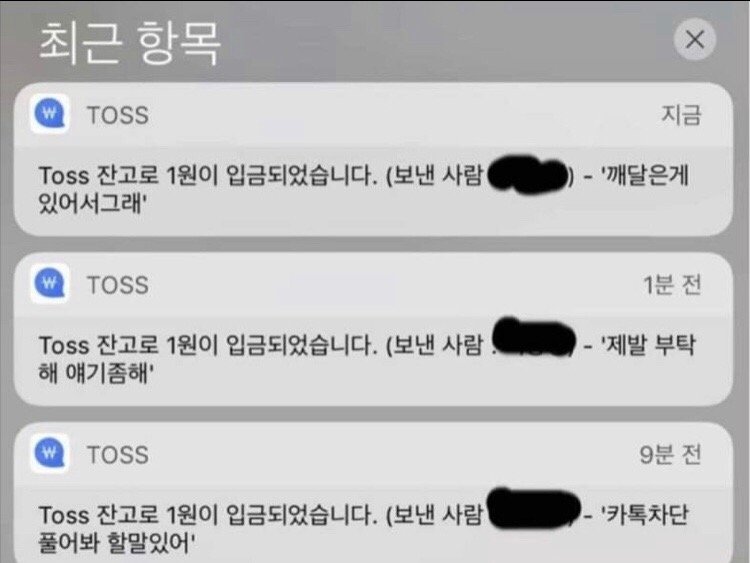 최근 항목
TOSS 지금
Toss 잔고로 1원이 입금되었습니다. (보낸 사람 ) - '깨달은게
있어서그래'
TOSS 1분 전
Toss 잔고로 1원이 입금되었습니다. (보낸 사람 : ) - '제발 부탁
해 얘기좀해'
TOSS 9분 전
Toss 잔고로 1원이 입금되었습니다. (보낸 사람 ) - '카톡차단
풀어봐 할말있어'